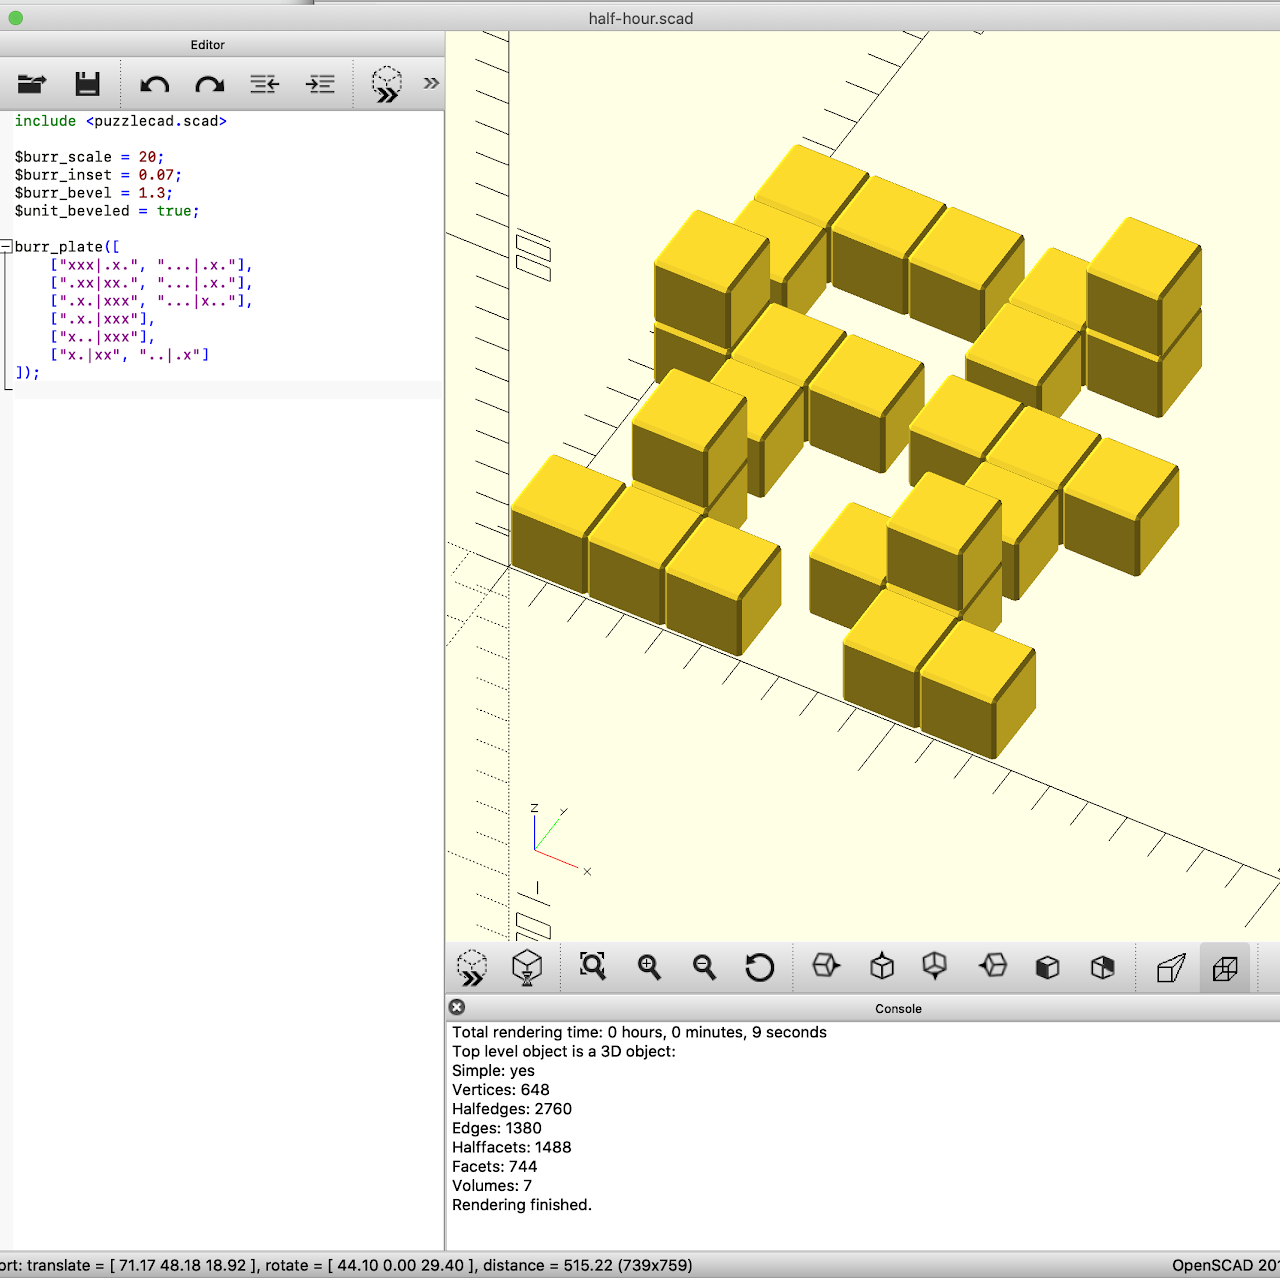 half-hour.scad
Editor
include <puzzlecad.scad>
$burr_scale = 20;
$burr_inset = 0.07;
$burr_bevel = 1.3;
$unit_beveled = true;
burr_plate([
["xxx|.x.", "...|.x."],
[".xx|xx.", "...|.x."],
[".x.|xxx", "...|x.."],
[".x.|xxx"],
["x..|xxx"],
["x.|xx", "..|.x"]
]);
Z
Y
X
Console
Total rendering time: 0 hours, 0 minutes, 9 seconds
Top level object is a 3D object:
Simple: yes
Vertices: 648
Halfedges: 2760
Edges: 1380
Halffacets: 1488
Facets: 744
Volumes: 7
Rendering finished.
ort: translate = [ 71.17 48.18 18.92 ], rotate = [ 44.10 0.00 29.40 ], distance = 515.22 (739x759)
OpenSCAD 20